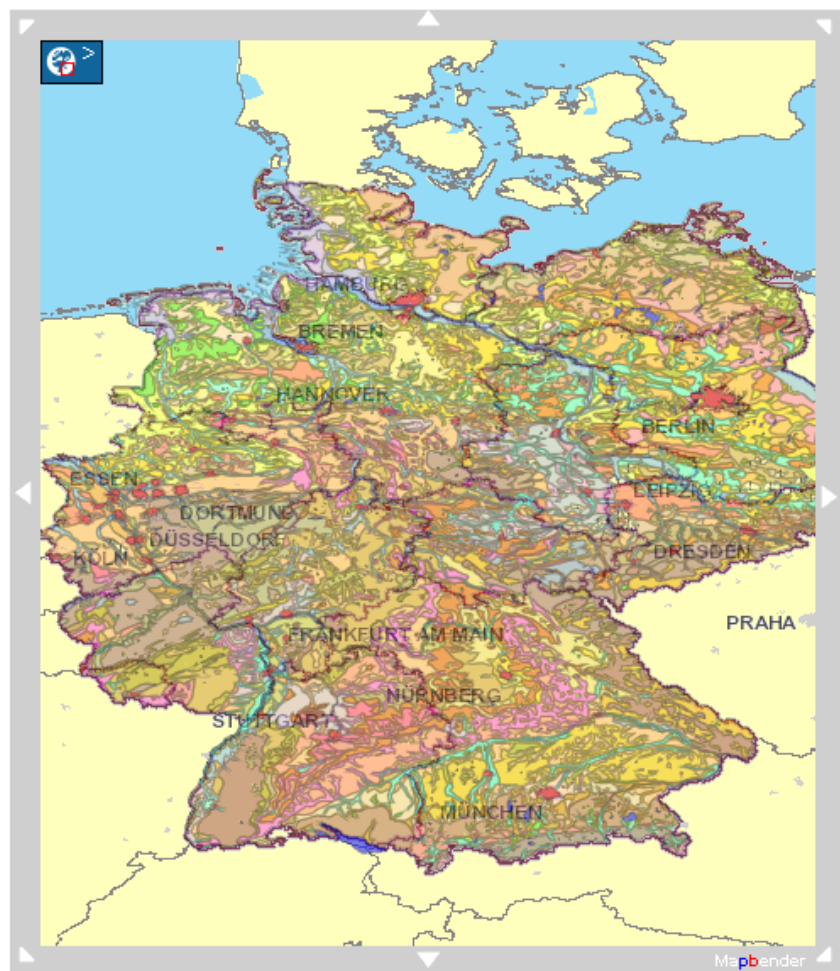 >
HAMBURG
BREMEN
HANNOVER
BERLIN
ESSEN
LEIPZIG
DORTMUND
DÜSSELDORF
KÖLN
DRESDEN
PRAHA
FRANKFURT AM MAIN
NÜRNBERG
STUTTGART
MÜNCHEN
Mapbender